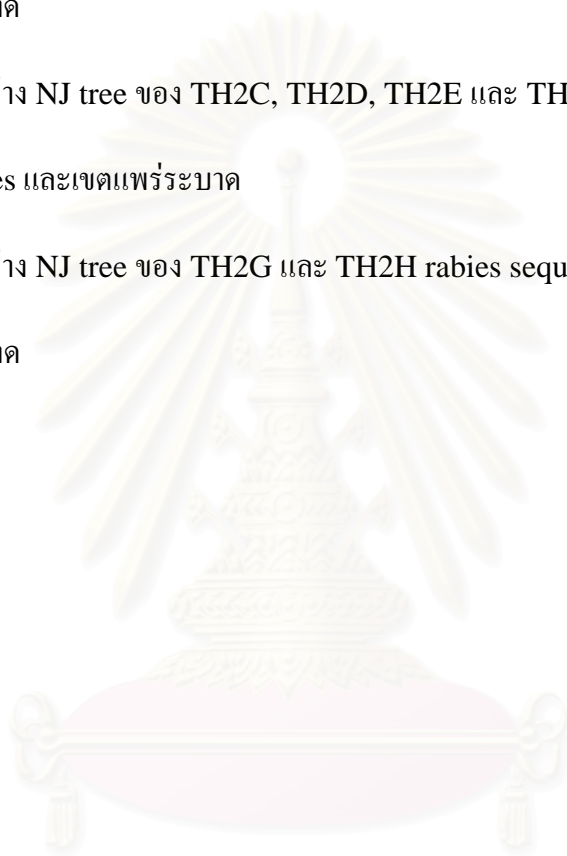 าง NJ tree ของ TH2C, TH2D, TH2E และ TH
es และเขตแพร่ระบาด
าง NJ tree ของ TH2G และ TH2H rabies sequ